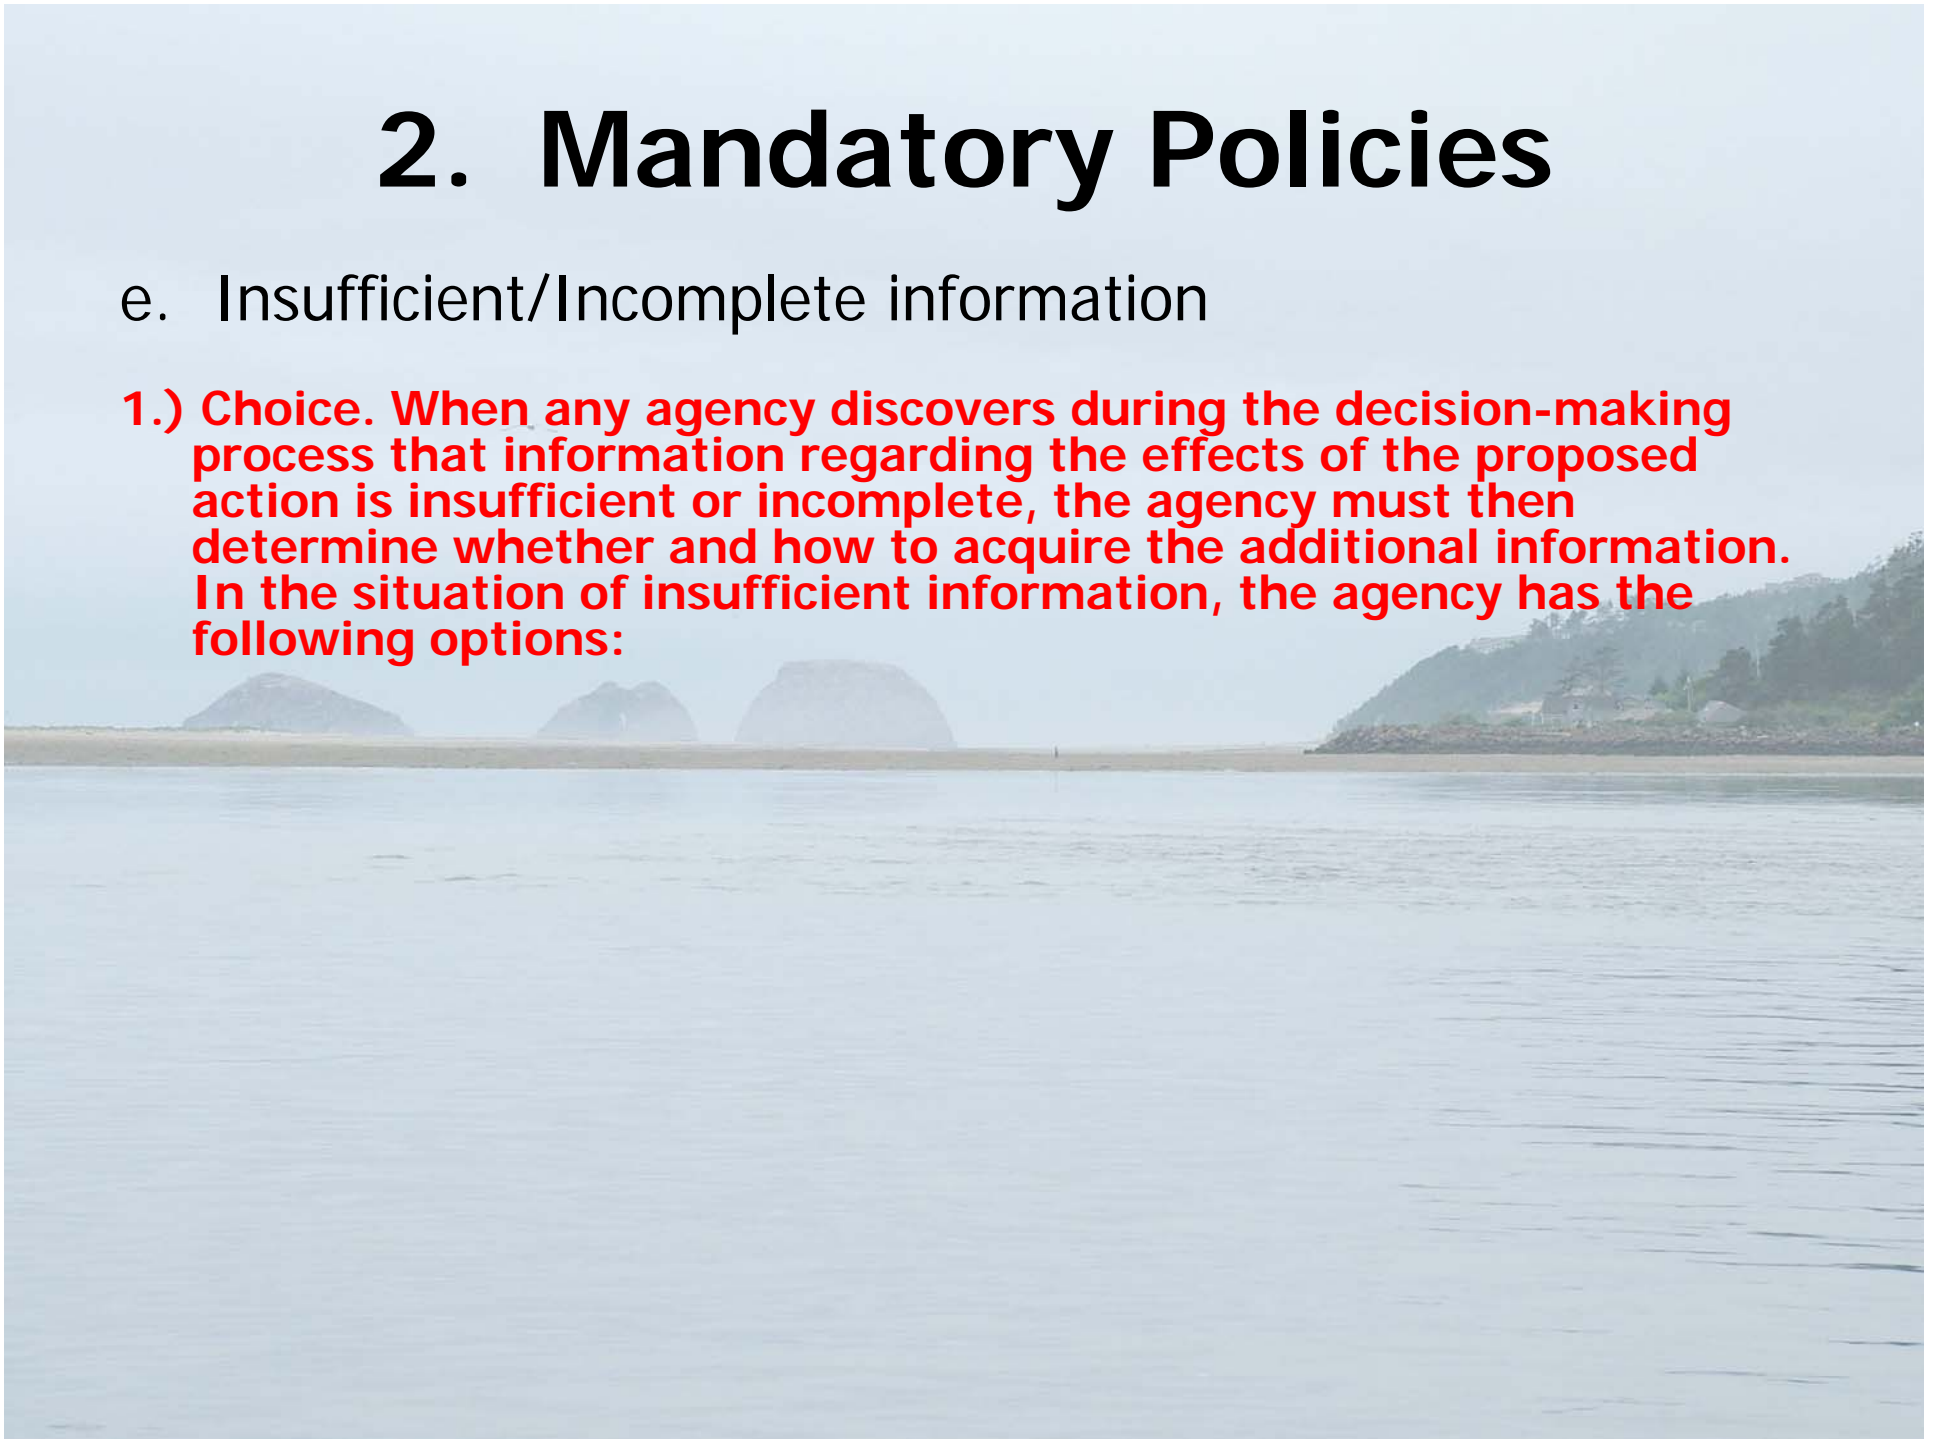 2. Mandatory Policies
e. Insufficient/Incomplete information
1.) Choice. When any agency discovers during the decision-making
process that information regarding the effects of the proposed
action is insufficient or incomplete, the agency must then
determine whether and how to acquire the additional information.
In the situation of insufficient information, the agency has the
following options: